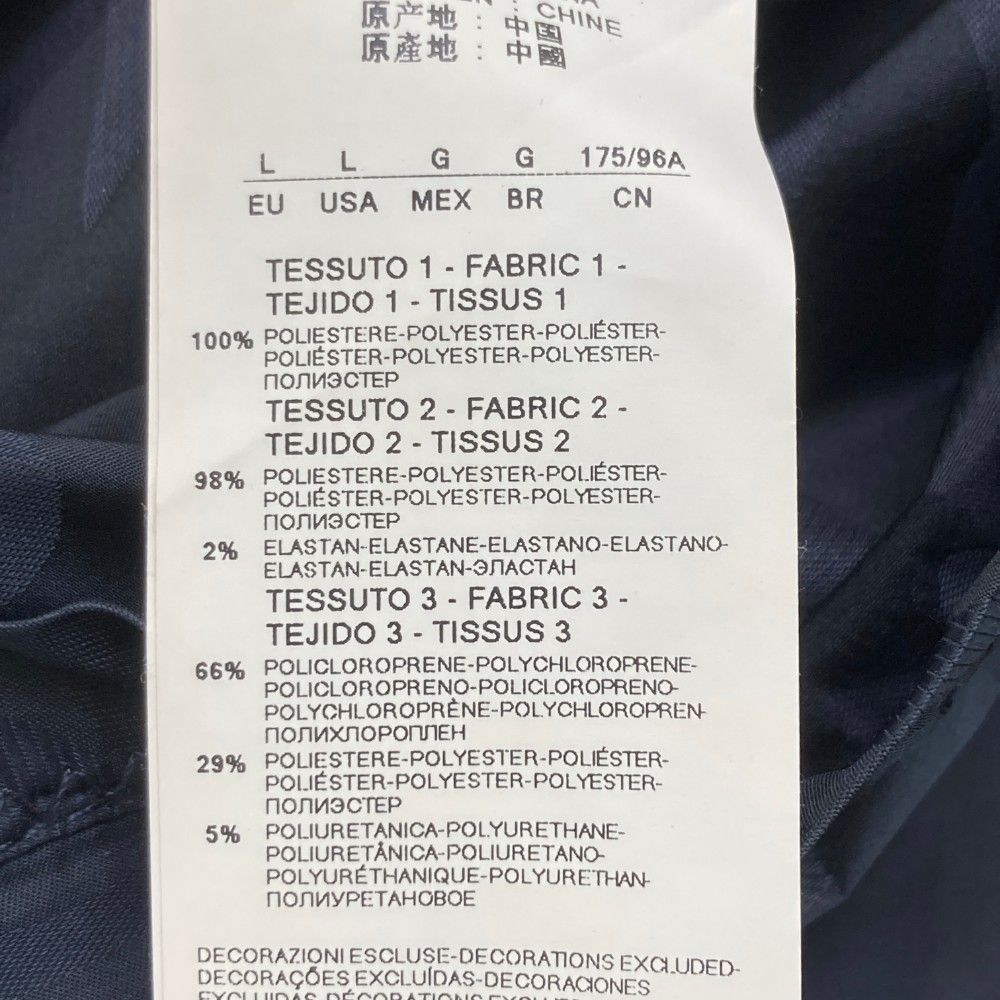 CHINE
原产地 : 中国
原產地 : 中國
L L G G 175/96A
EU USA MEX BR CN
TESSUTO 1 - FABRIC 1 -
TEJIDO 1 - TISSUS 1
100% POLIESTERE-POLYESTER-POLIÉSTER-
POLIÉSTER-POLYESTER-POLYESTER-
ПОЛИЭСТЕР
TESSUTO 2 - FABRIC 2 -
TEJIDO 2 - TISSUS 2
98% POLIESTERE-POLYESTER-POLIÉSTER-
POLIÉSTER-POLYESTER-POLYESTER-
ПОЛИЭСТЕР
2% ELASTAN-ELASTANE-ELASTANO-ELASTANO-
ELASTAN-ELASTAN-ЭЛАСТАН
TESSUTO 3 - FABRIC 3 -
TEJIDO 3 - TISSUS 3
66% POLICLOROPRENE-POLYCHLOROPRENE-
POLICLOROPRENO-POLICLOROPRENO-
POLYCHLOROPRÈNE-POLYCHLOROPREN-
ПОЛИХЛОРОПЛЕН
29% POLIESTERE-POLYESTER-POLIÉSTER-
POLIÉSTER-POLYESTER-POLYESTER-
ПОЛИЭСТЕР
5% POLIURETANICA-POLYURETHANE-
POLIURETÂNICA-POLIURETANO-
POLYURÉTHANIQUE-POLYURETHAN-
ПОЛИУРЕТАНОВОЕ
DECORAZIONI ESCLUSE-DECORATIONS EXCLUDED-
DECORAÇÕES EXCLUÍDAS-DECORACIONES
EXCLUIDAS-DÉCORATIONS